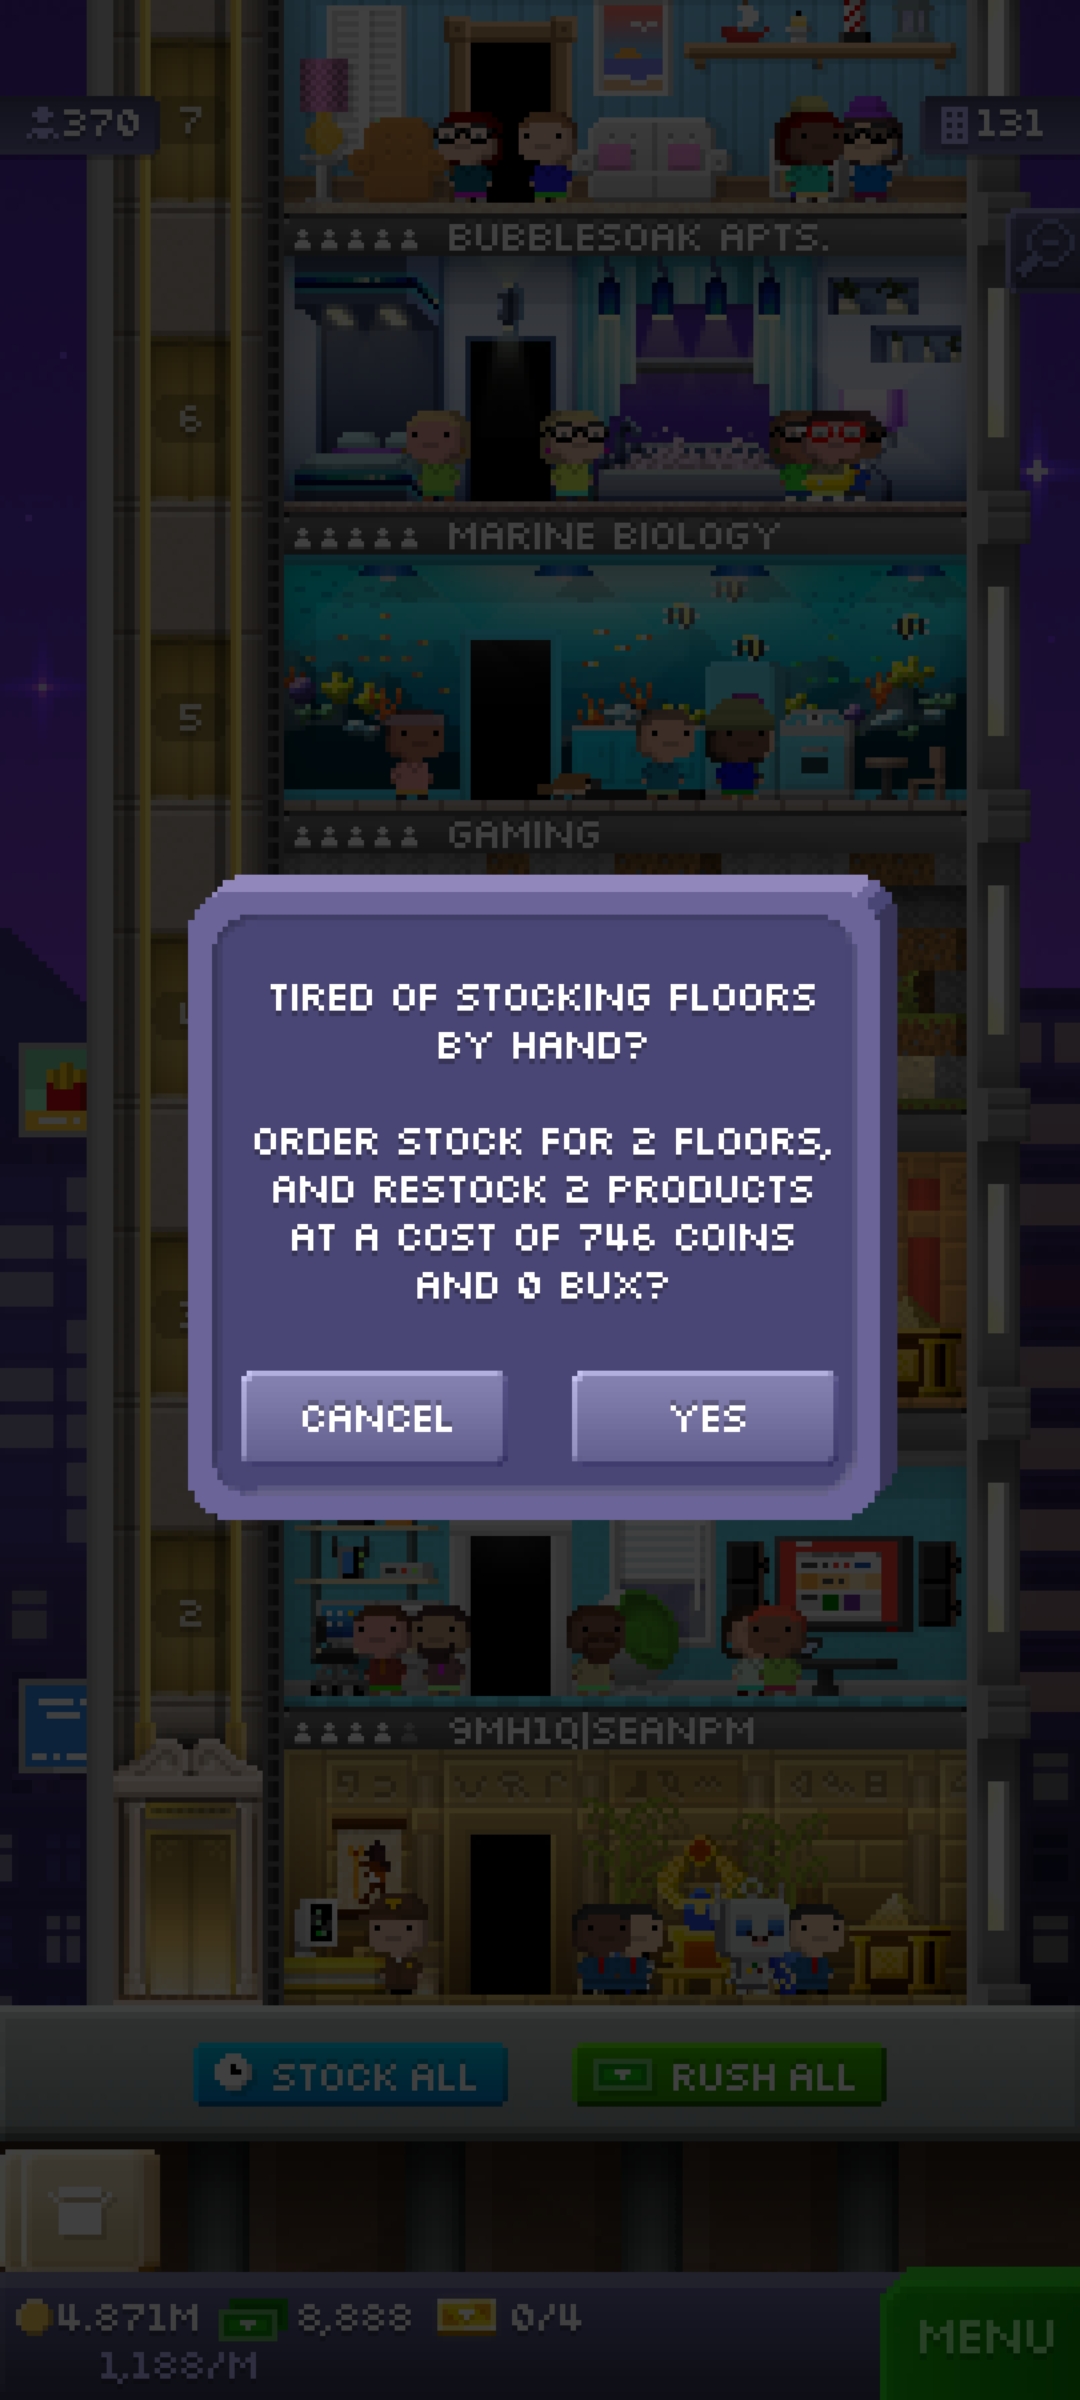 370
7
131
BUBBLESOAK APTS.
6
MARINE BIOLOGY
5
GAMING
TIRED OF STOCKING FLOORS
BY HAND?
ORDER STOCK FOR 2 FLOORS,
AND RESTOCK 2 PRODUCTS
AT A COST OF 746 COINS
AND 0 BUX?
CANCEL
YES
2
9MH1Q|SEANPM
STOCK ALL
RUSH ALL
4.871M
8,888
0/4
MENU
1,188/M